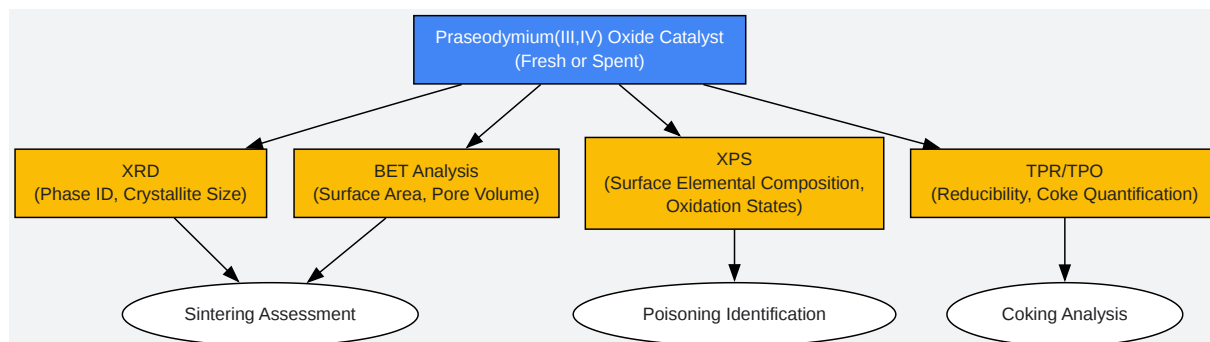 Praseodymium(III,IV) Oxide Catalyst
(Fresh or Spent)
XRD
(Phase ID, Crystallite Size)
BET Analysis
(Surface Area, Pore Volume)
XPS
(Surface Elemental Composition,
Oxidation States)
TPR/TPO
(Reducibility, Coke Quantification)
Sintering Assessment
Poisoning Identification
Coking Analysis